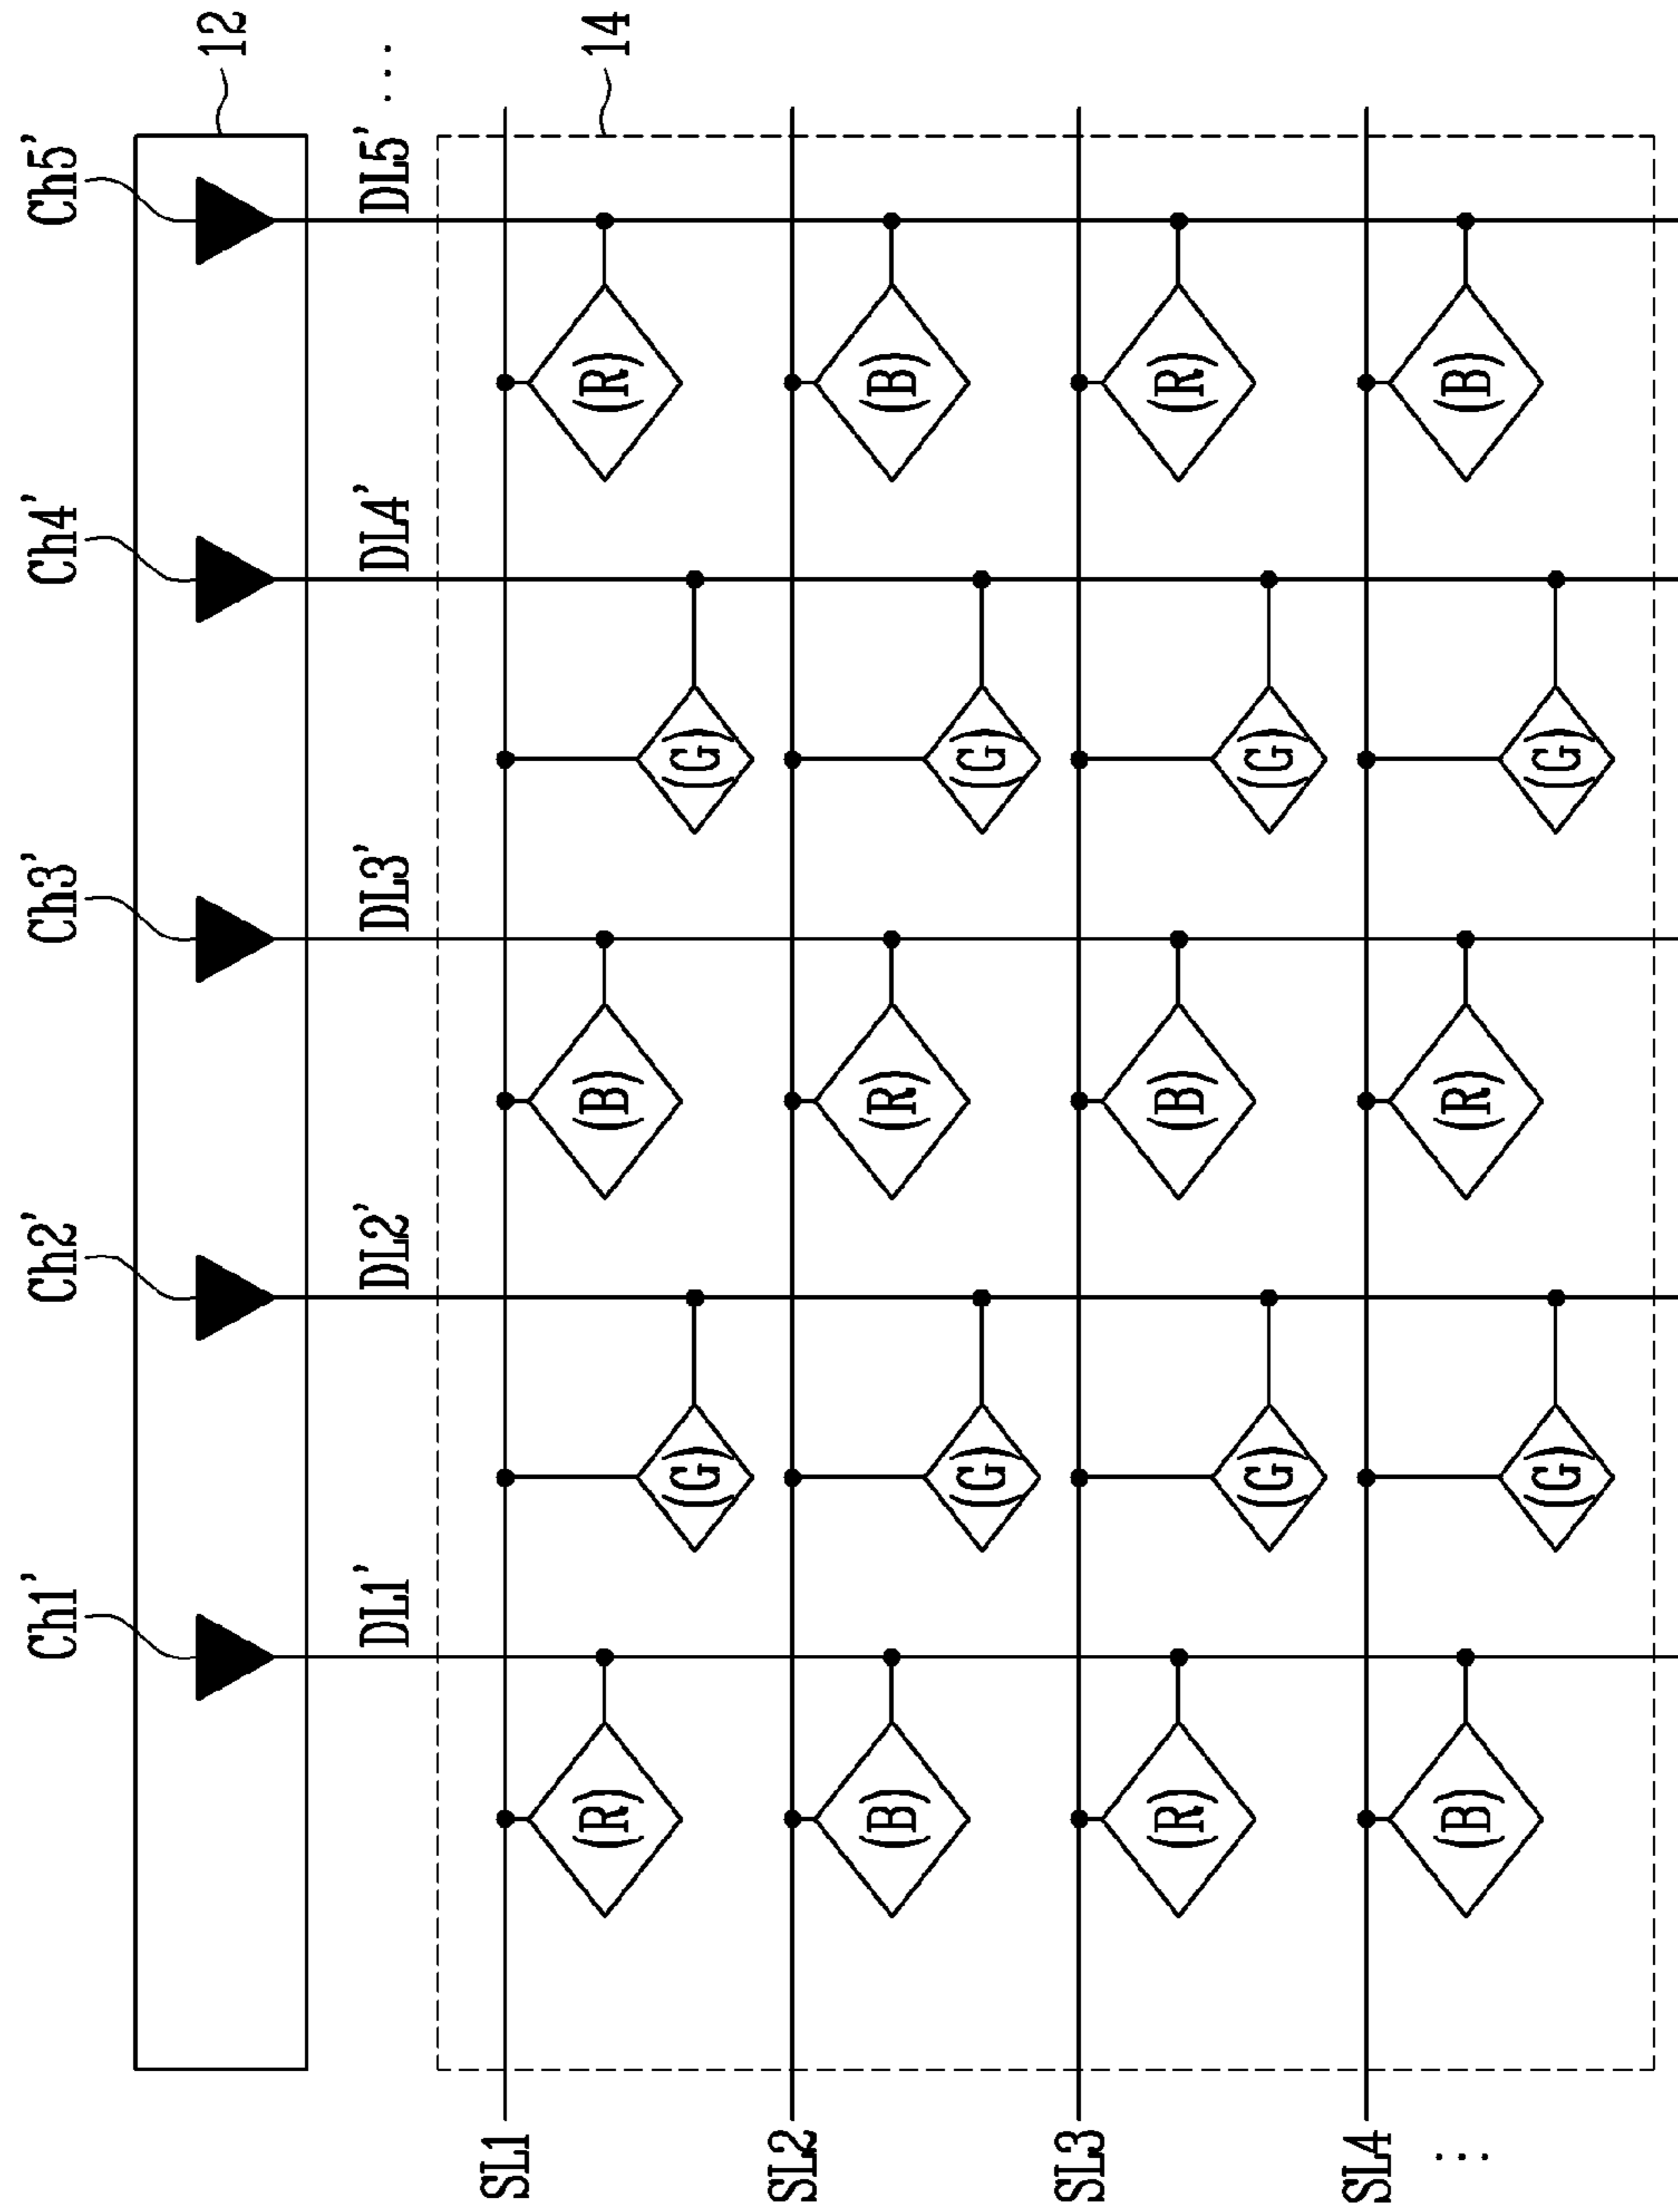 Ch1' Ch2' Ch3' Ch4' Ch5'
12
DL1' DL2' DL3' DL4' DL5' ...
14
SL1
(R) (B) (R)
(G) (G)
SL2
(B) (R) (B)
(G) (G)
SL3
(R) (B) (R)
(G) (G)
SL4
(B) (R) (B)
(G) (G)
...